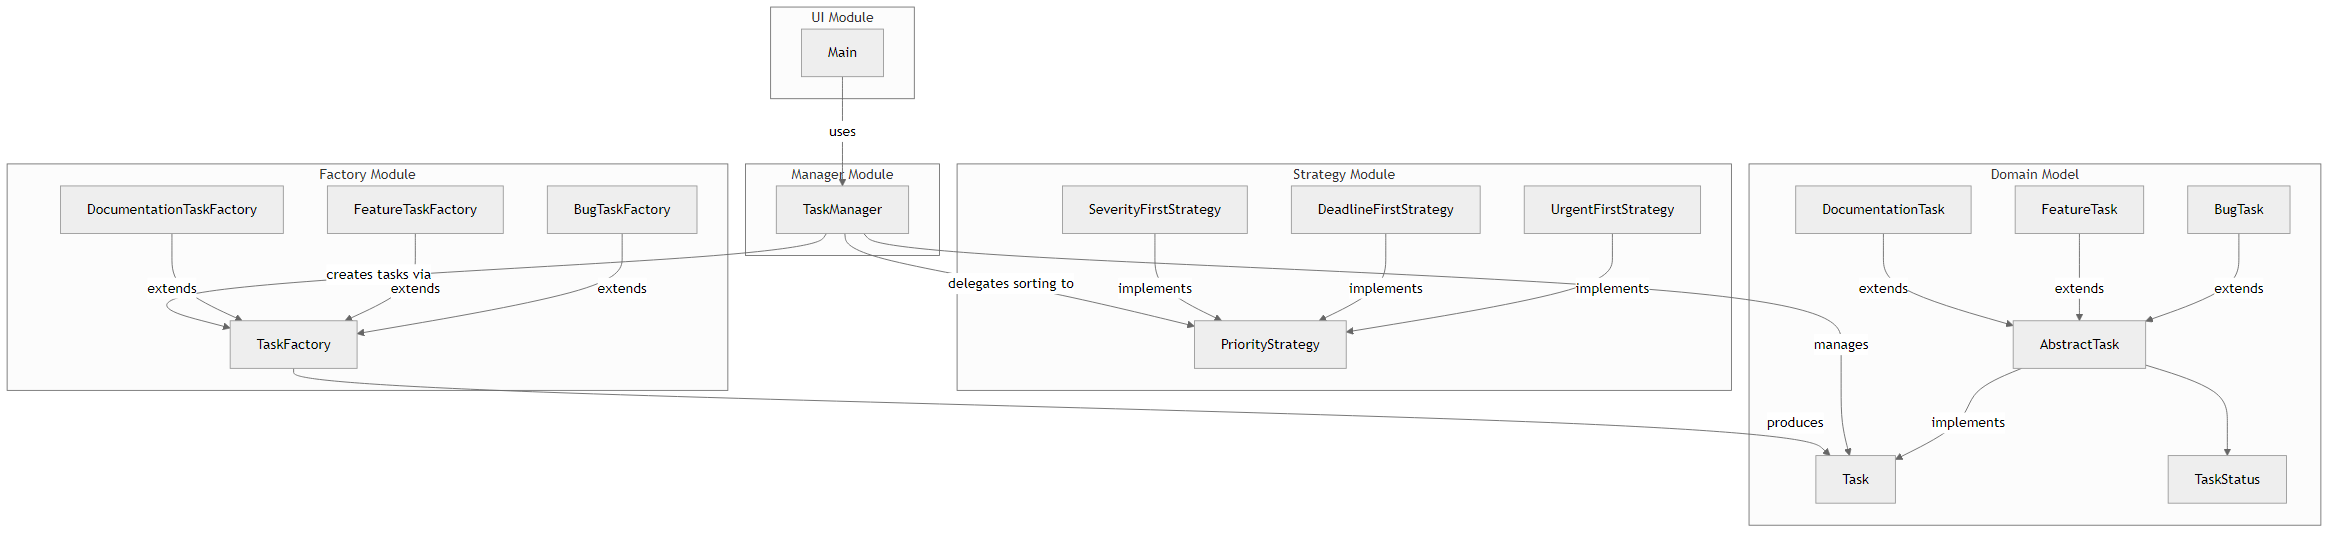 UI Module
Main
uses
Factory Module
Manager Module
Strategy Module
Domain Model
DocumentationTaskFactory
FeatureTaskFactory
BugTaskFactory
TaskManager
SeverityFirstStrategy
DeadlineFirstStrategy
UrgentFirstStrategy
DocumentationTask
FeatureTask
BugTask
creates tasks via
delegates sorting to
extends
extends
extends
implements
implements
implements
extends
extends
extends
TaskFactory
PriorityStrategy
manages
AbstractTask
produces
implements
Task
TaskStatus